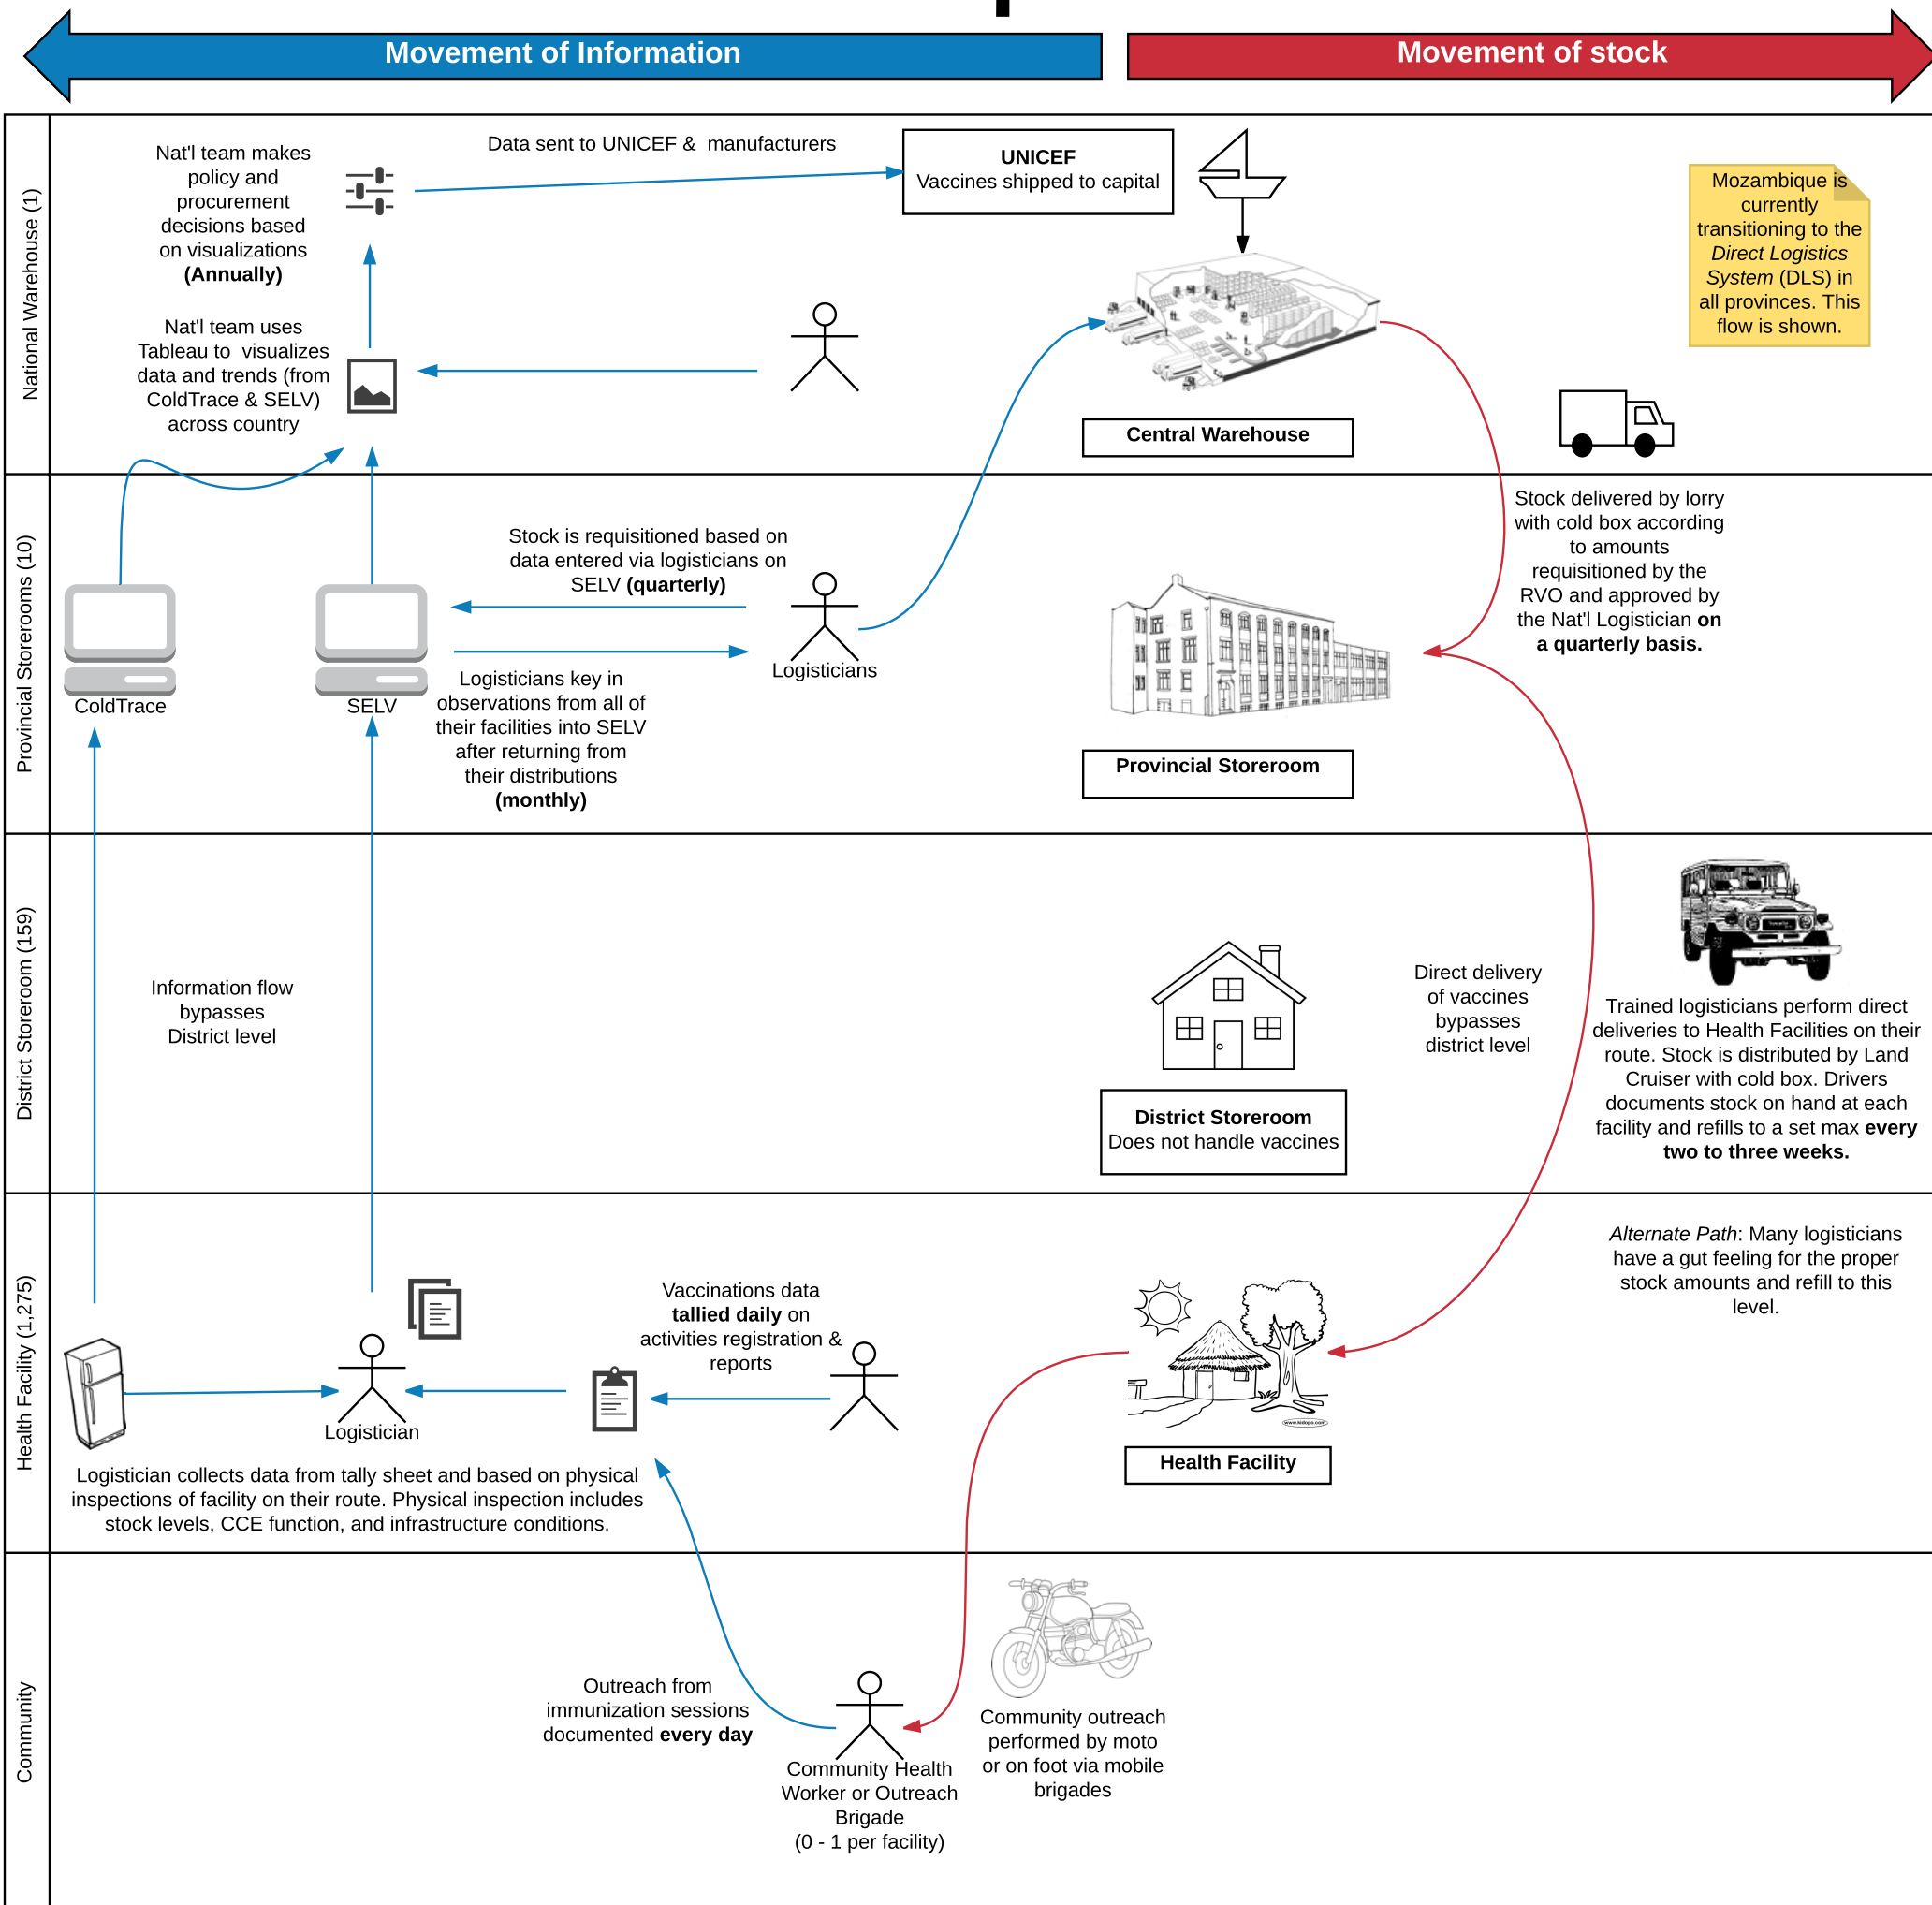 Movement of Information
Movement of stock
National Warehouse (1)
Nat'l team makes
policy and
procurement
decisions based
on visualizations
(Annually)
Data sent to UNICEF &  manufacturers
UNICEF
Vaccines shipped to capital
Mozambique is
currently
transitioning to the
Direct Logistics
System (DLS) in
all provinces. This
flow is shown.
Nat'l team uses
Tableau to  visualizes
data and trends (from
ColdTrace & SELV)
across country
Central Warehouse
Provincial Storerooms (10)
Stock is requisitioned based on
data entered via logisticians on
SELV (quarterly)
Stock delivered by lorry
with cold box according
to amounts
requisitioned by the
RVO and approved by
the Nat'l Logistician on
a quarterly basis.
ColdTrace
SELV
Logisticians
Logisticians key in
observations from all of
their facilities into SELV
after returning from
their distributions
(monthly)
Provincial Storeroom
District Storeroom (159)
Information flow
bypasses
District level
District Storeroom
Does not handle vaccines
Direct delivery
of vaccines
bypasses
district level
Trained logisticians perform direct
deliveries to Health Facilities on their
route. Stock is distributed by Land
Cruiser with cold box. Drivers
documents stock on hand at each
facility and refills to a set max every
two to three weeks.
Health Facility (1,275)
Alternate Path: Many logisticians
have a gut feeling for the proper
stock amounts and refill to this
level.
Vaccinations data
tallied daily on
activities registration &
reports
Logistician
Logistician collects data from tally sheet and based on physical
inspections of facility on their route. Physical inspection includes
stock levels, CCE function, and infrastructure conditions.
www.kidopo.com
Health Facility
Community
Outreach from
immunization sessions
documented every day
Community Health
Worker or Outreach
Brigade
(0 - 1 per facility)
Community outreach
performed by moto
or on foot via mobile
brigades